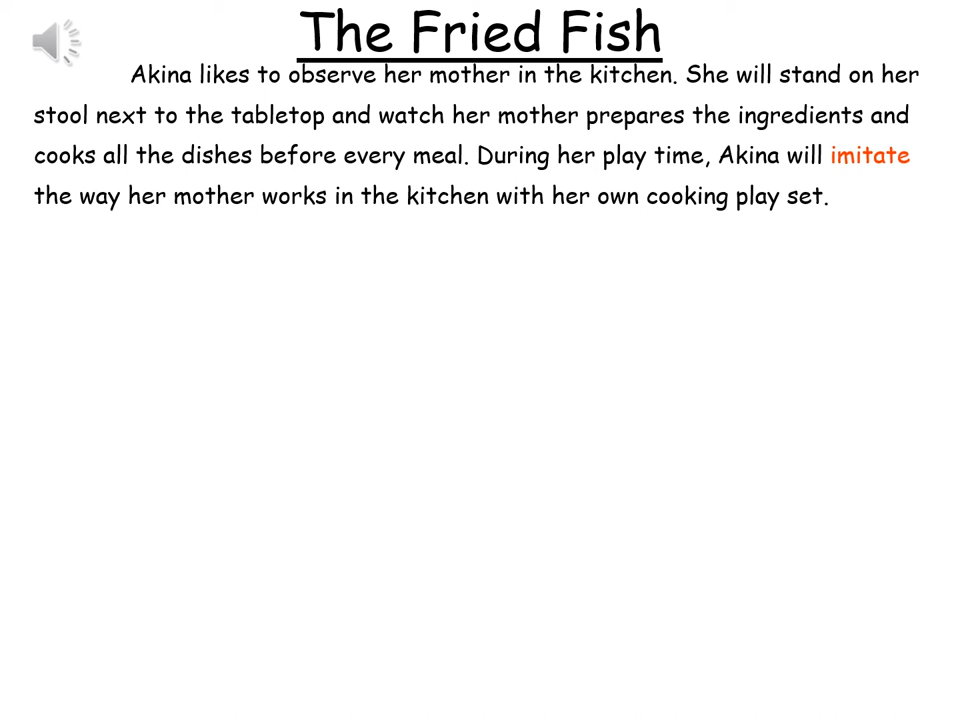 The Fried Fish
Akina likes to observe her mother in the kitchen. She will stand on her
stool next to the tabletop and watch her mother prepares the ingredients and
cooks all the dishes before every meal. During her play time, Akina will imitate
the way her mother works in the kitchen with her own cooking play set.